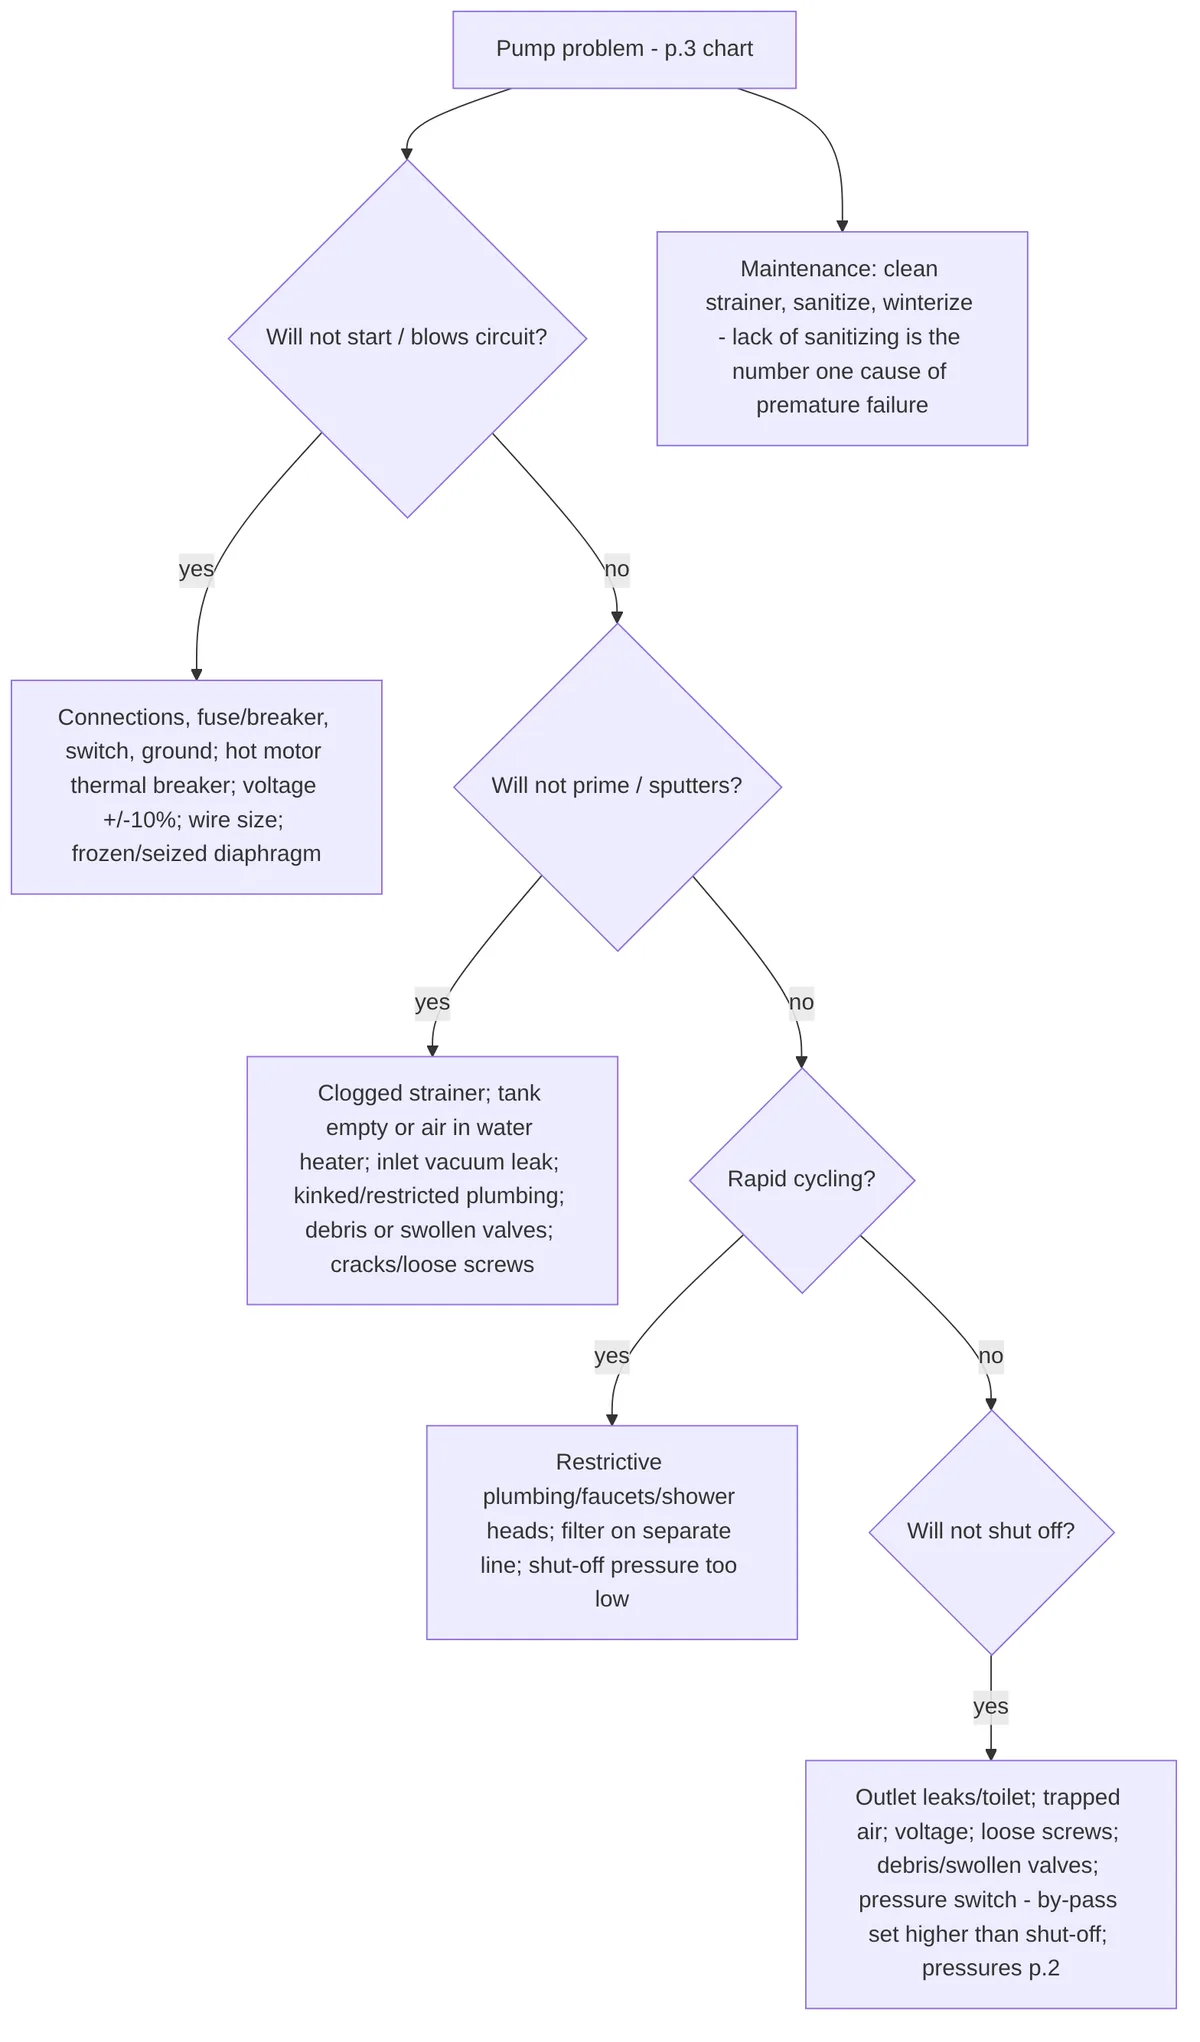 Pump problem - p.3 chart
Will not start / blows circuit?
Maintenance: clean
strainer, sanitize, winterize
- lack of sanitizing is the
number one cause of
premature failure
yes
no
Connections, fuse/breaker,
switch, ground; hot motor
thermal breaker; voltage
+/-10%; wire size;
frozen/seized diaphragm
Will not prime / sputters?
yes
no
Clogged strainer; tank
empty or air in water
heater; inlet vacuum leak;
kinked/restricted plumbing;
debris or swollen valves;
cracks/loose screws
Rapid cycling?
yes
no
Restrictive
plumbing/faucets/shower
heads; filter on separate
line; shut-off pressure too
low
Will not shut off?
yes
Outlet leaks/toilet; trapped
air; voltage; loose screws;
debris/swollen valves;
pressure switch - by-pass
set higher than shut-off;
pressures p.2